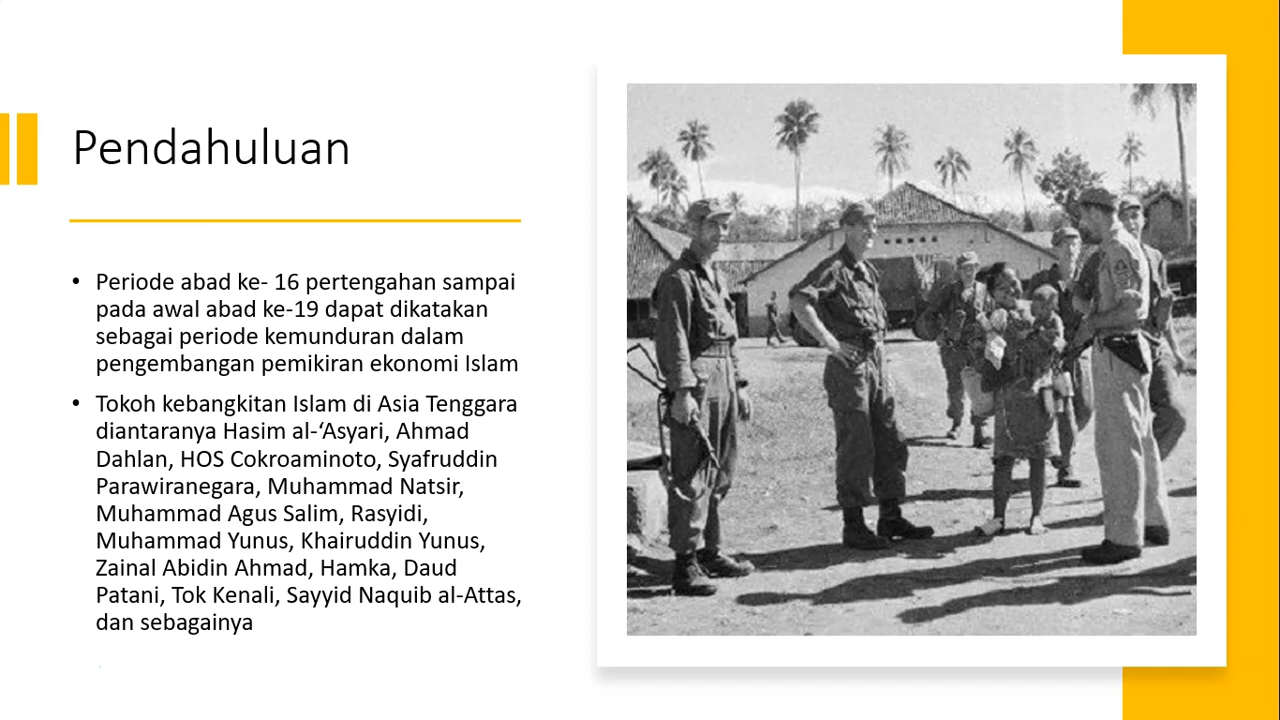 Pendahuluan
• Periode abad ke- 16 pertengahan sampai
pada awal abad ke-19 dapat dikatakan
sebagai periode kemunduran dalam
pengembangan pemikiran ekonomi Islam
• Tokoh kebangkitan Islam di Asia Tenggara
diantaranya Hasim al-‘Asyari, Ahmad
Dahlan, HOS Cokroaminoto, Syafruddin
Parawiranegara, Muhammad Natsir,
Muhammad Agus Salim, Rasyidi,
Muhammad Yunus, Khairuddin Yunus,
Zainal Abidin Ahmad, Hamka, Daud
Patani, Tok Kenali, Sayyid Naquib al-Attas,
dan sebagainya